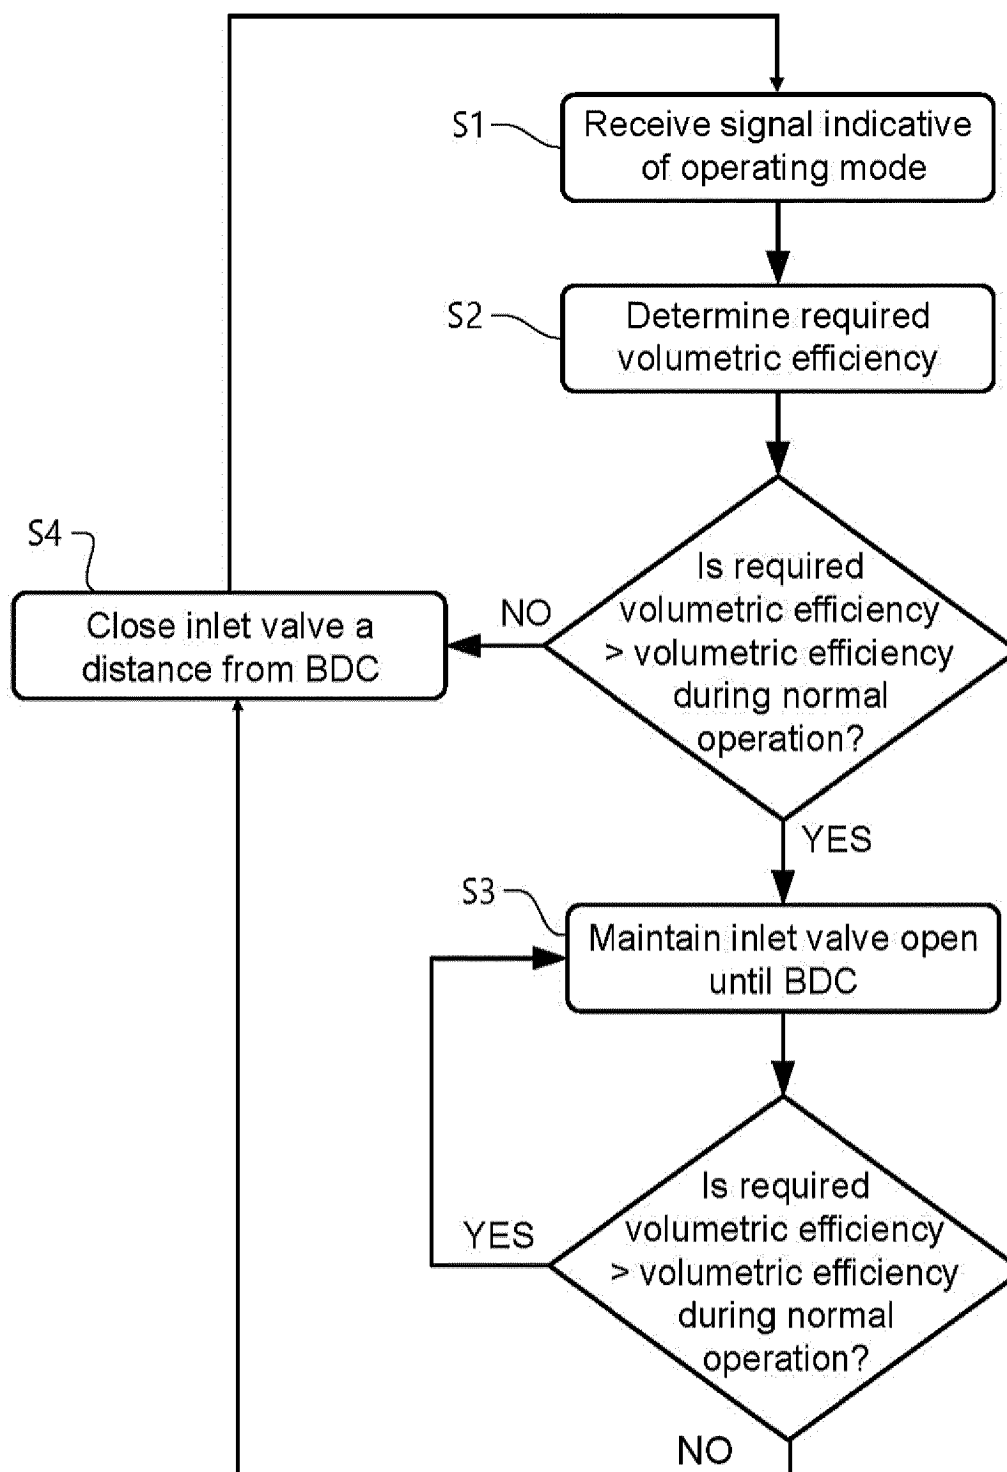 S1
Receive signal indicative
of operating mode
S2
Determine required
volumetric efficiency
S4
Close inlet valve a
distance from BDC
NO
Is required
volumetric efficiency
> volumetric efficiency
during normal
operation?
YES
S3
Maintain inlet valve open
until BDC
YES
Is required
volumetric efficiency
> volumetric efficiency
during normal
operation?
NO